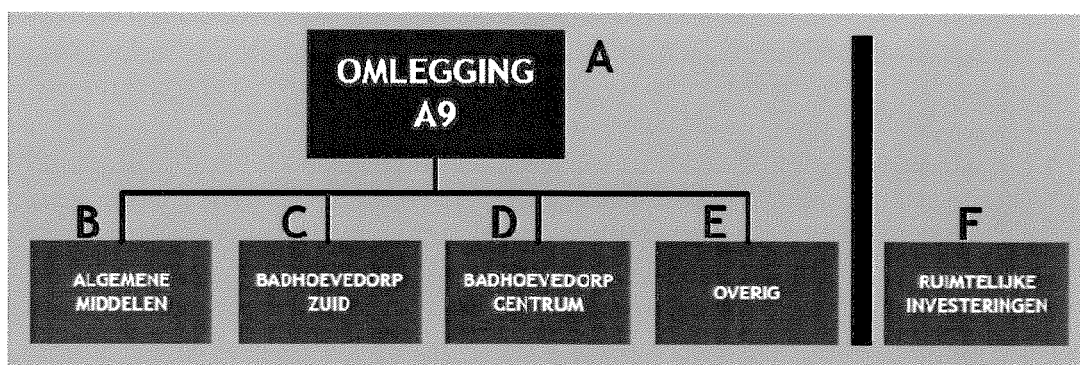 OMLEGGING
A9
A
B
C
D
E
F
ALGEMENE
MIDDELEN
BADHOEVEDORP
ZUID
BADHOEVEDORP
CENTRUM
OVERIG
RUIMTELIJKE
INVESTERINGEN